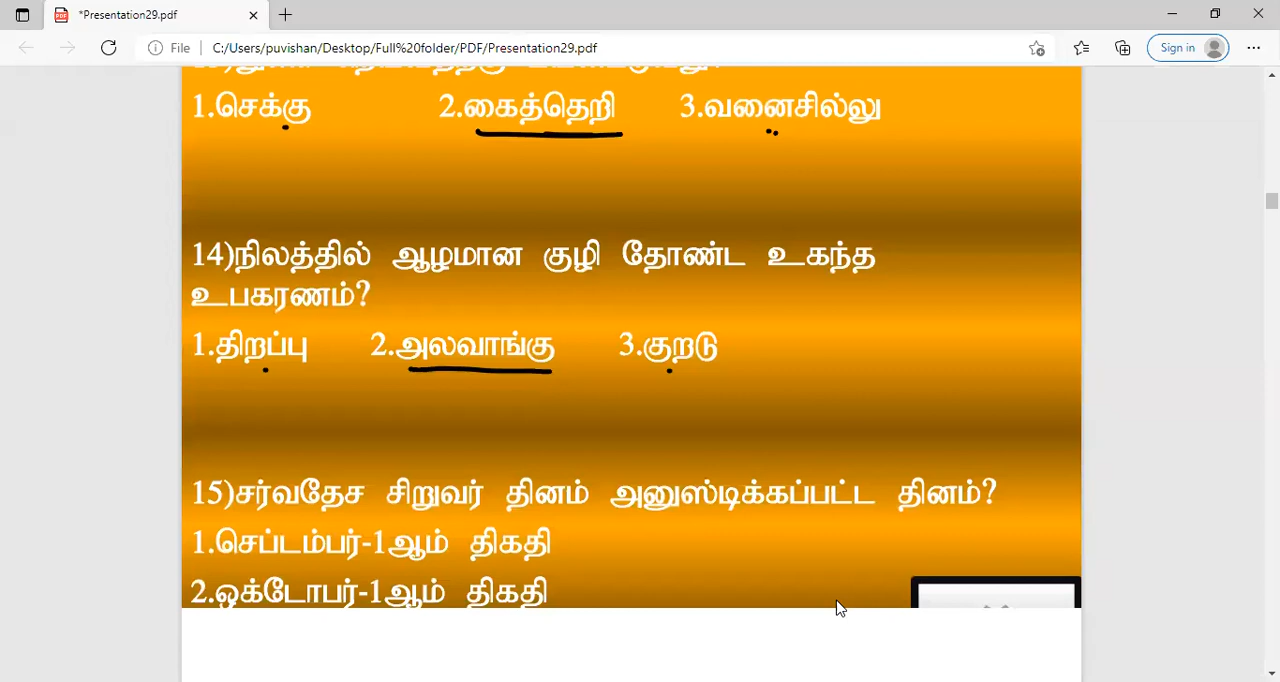 *Presentation29.pdf
File C:/Users/puvishan/Desktop/Full%20folder/PDF/Presentation29.pdf Sign in
1.செக்கு 2.கைத்தெறி 3.வனைசில்லு
14)நிலத்தில் ஆழமான குழி தோண்ட உகந்த
உபகரணம்?
1.திறப்பு 2.அலவாங்கு 3.குறடு
15)சர்வதேச சிறுவர் தினம் அனுஸ்டிக்கப்பட்ட தினம்?
1.செப்டம்பர்-1ஆம் திகதி
2.ஒக்டோபர்-1ஆம் திகதி